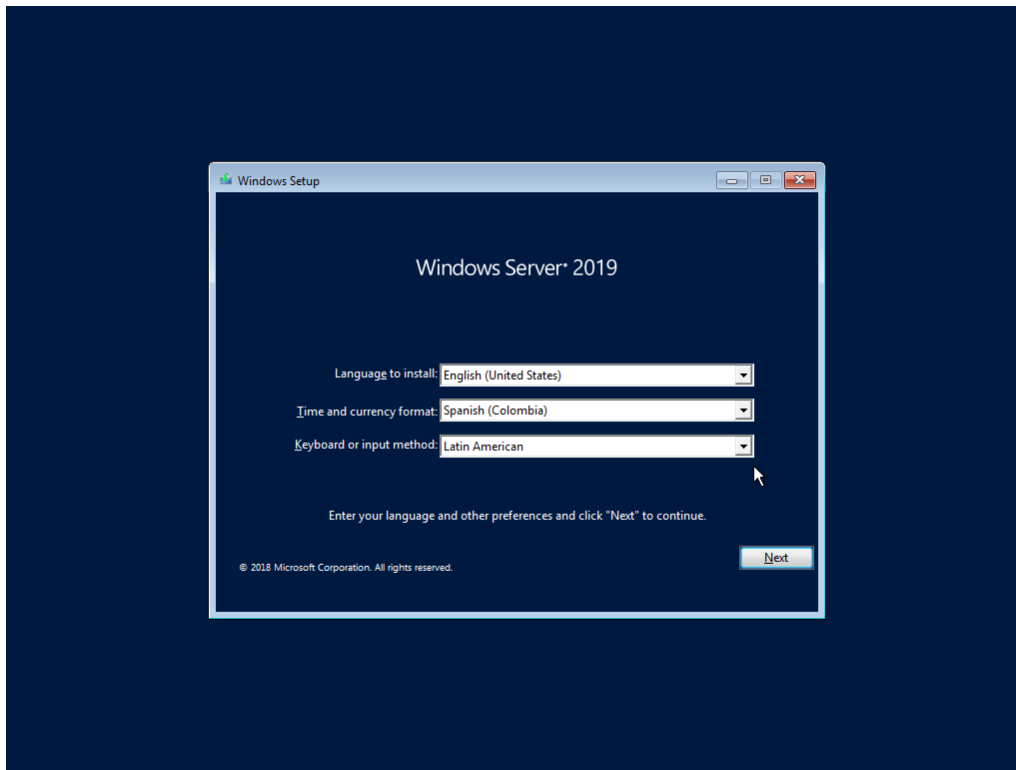 Windows Setup
Windows Server® 2019
Language to install: English (United States)
Time and currency format: Spanish (Colombia)
Keyboard or input method: Latin American
Enter your language and other preferences and click "Next" to continue.
Next
© 2018 Microsoft Corporation. All rights reserved.